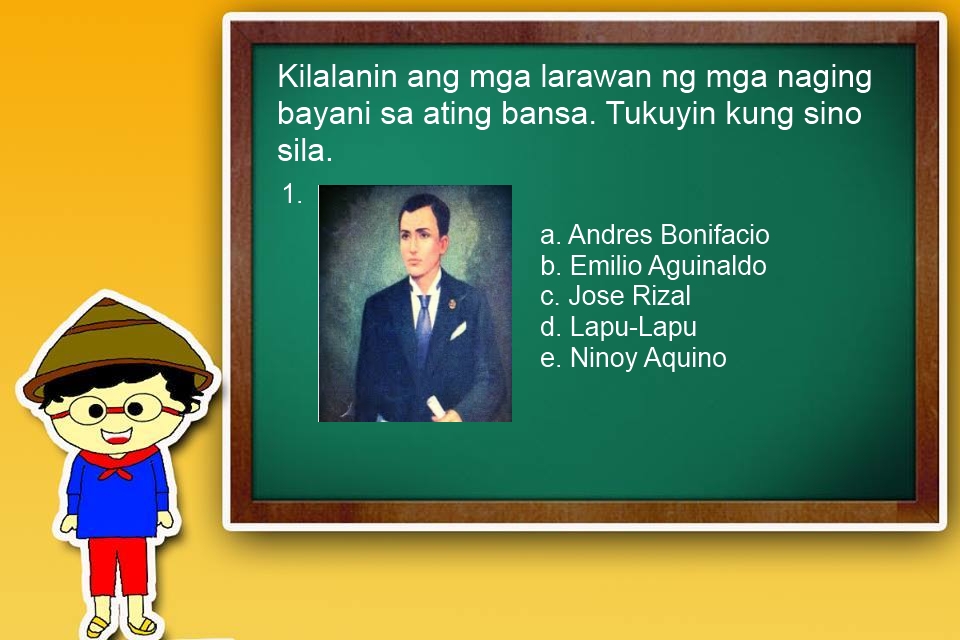 Kilalanin ang mga larawan ng mga naging
bayani sa ating bansa. Tukuyin kung sino
sila.
1.
a. Andres Bonifacio
b. Emilio Aguinaldo
c. Jose Rizal
d. Lapu-Lapu
e. Ninoy Aquino